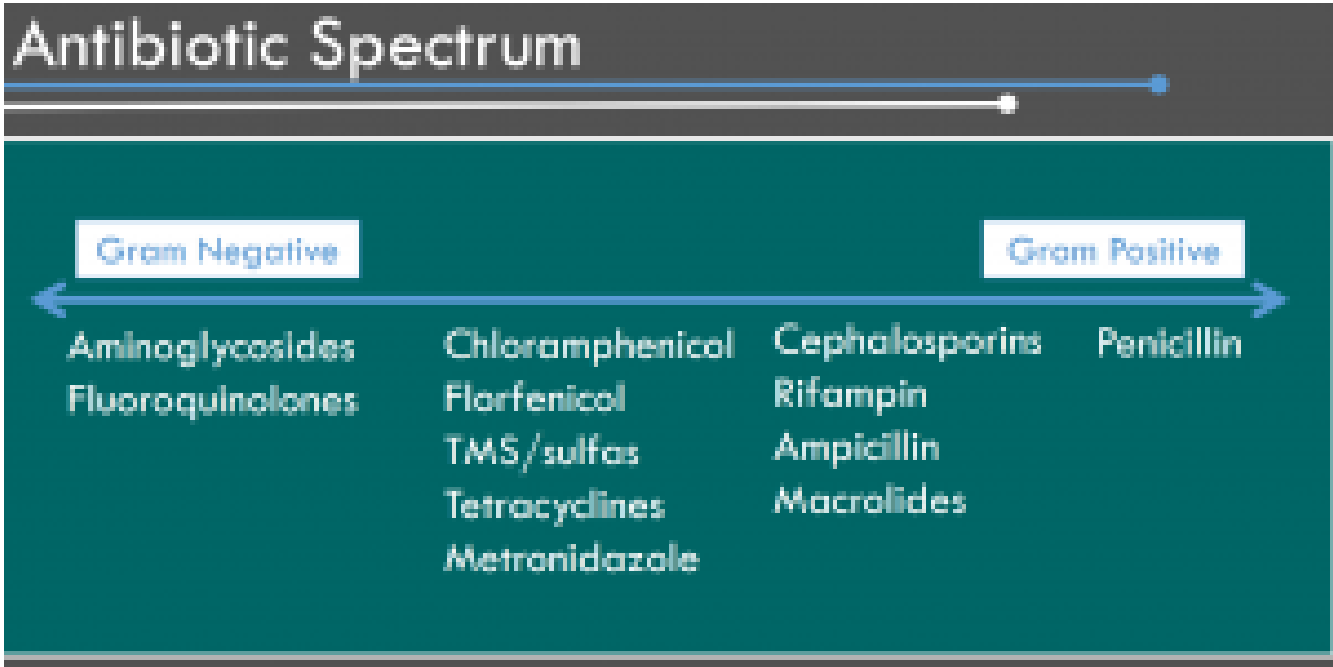 Antibiotic Spectrum
Gram Negative
Gram Positive
Aminoglycosides
Fluoroquinolones
Chloramphenicol
Florfenicol
TMS/sulfas
Tetracyclines
Metronidazole
Cephalosporins
Rifampin
Ampicillin
Macrolides
Penicillin